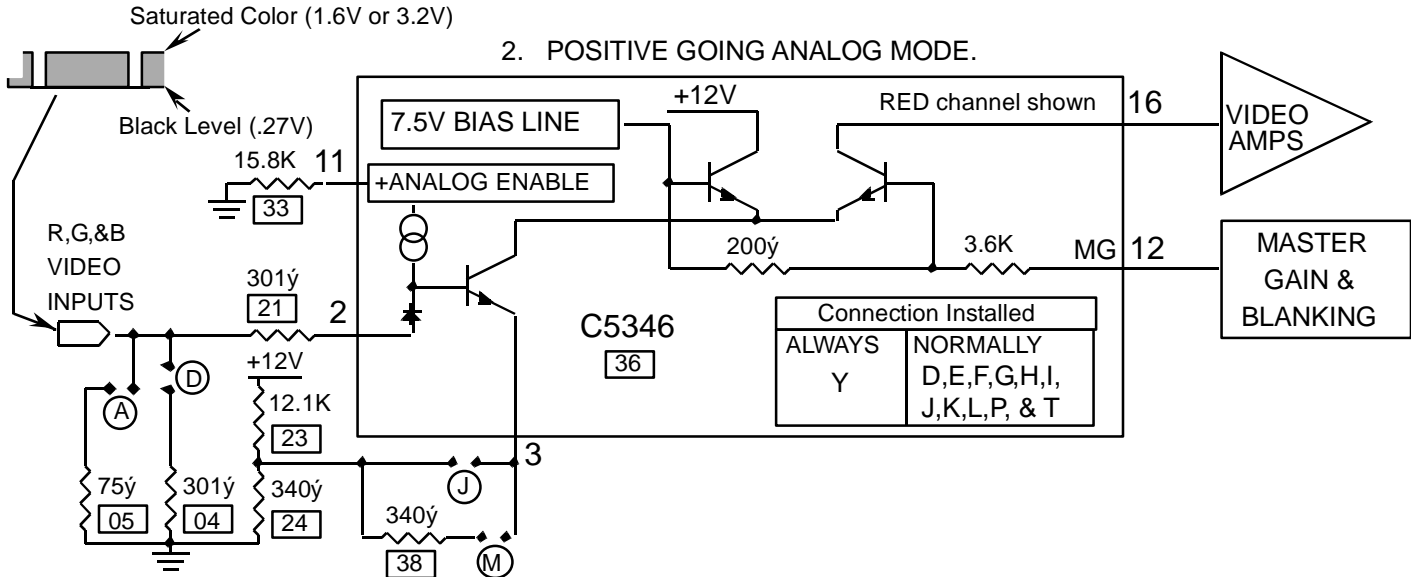 Saturated Color (1.6V or 3.2V)
2. POSITIVE GOING ANALOG MODE.
Black Level (.27V)
+12V
RED channel shown
16
VIDEO
AMPS
7.5V BIAS LINE
15.8K
11
33
+ANALOG ENABLE
R,G,&B
VIDEO
INPUTS
301ý
21
2
200ý
3.6K
MG
12
MASTER
GAIN &
BLANKING
C5346
36
Connection Installed
ALWAYS
Y
NORMALLY
D,E,F,G,H,I,
J,K,L,P, & T
+12V
D
A
12.1K
23
3
J
75ý
05
301ý
04
340ý
24
340ý
38
M